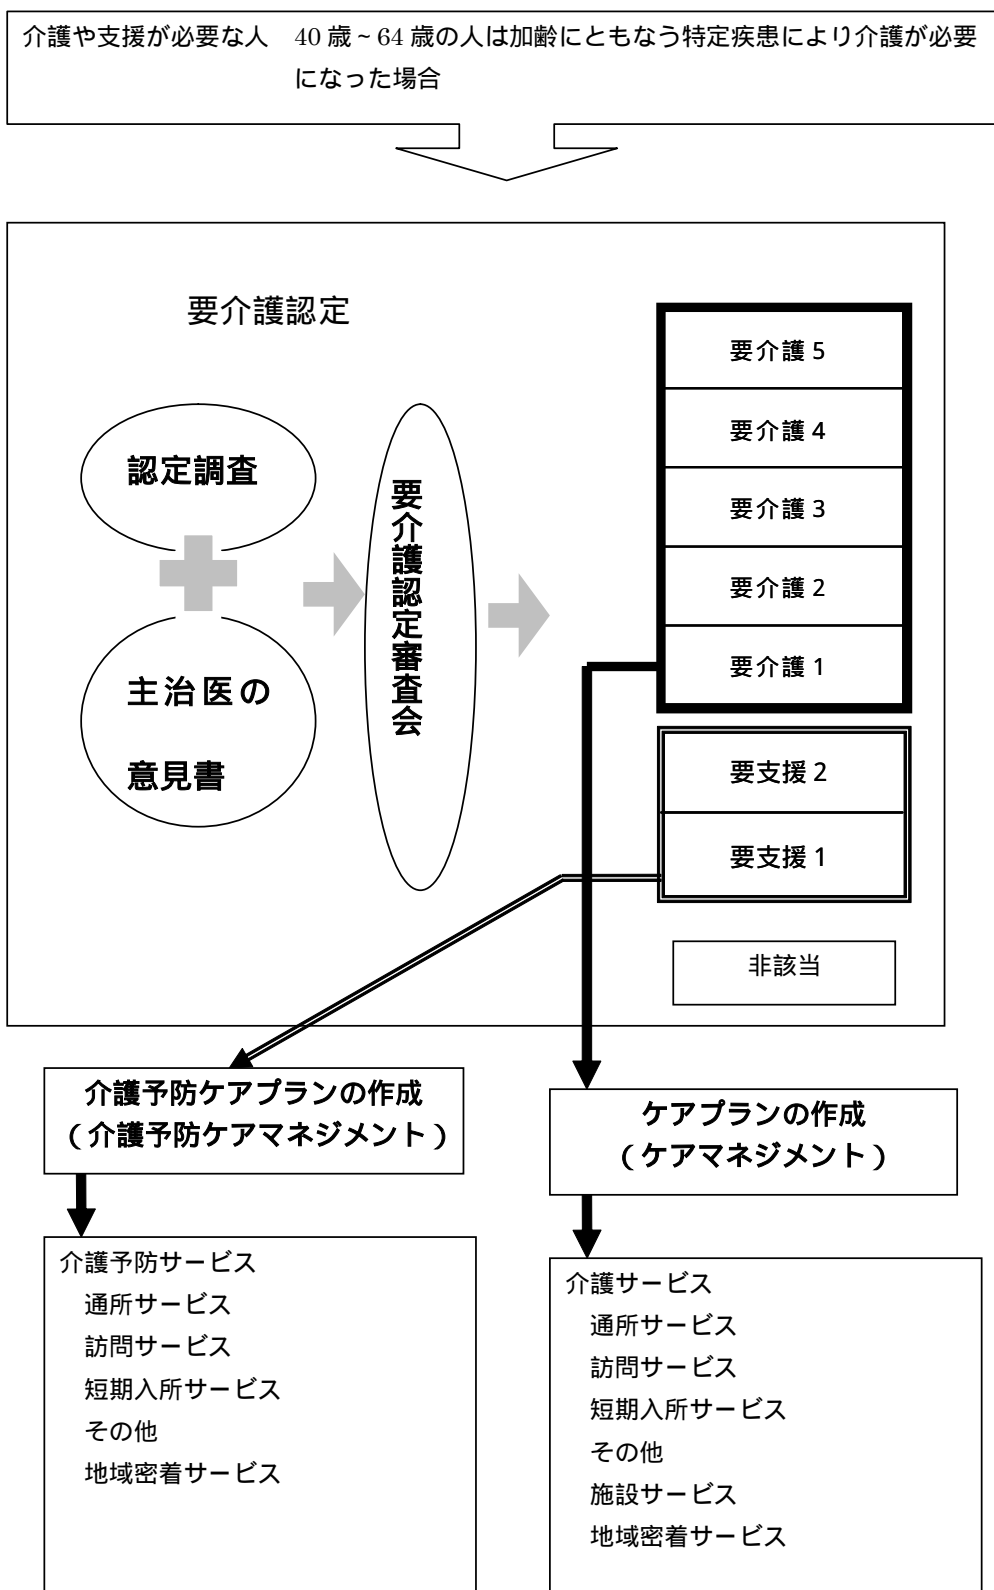 介護や支援が必要な人　40 歳~64 歳の人は加齢にともなう特定疾患により介護が必要
になった場合
要介護認定
認定調査
主治医の
意見書
要介護認定審査会
要介護 5
要介護 4
要介護 3
要介護 2
要介護 1
要支援 2
要支援 1
非該当
介護予防ケアプランの作成
（介護予防ケアマネジメント）
ケアプランの作成
（ケアマネジメント）
介護予防サービス
通所サービス
訪問サービス
短期入所サービス
その他
地域密着サービス
介護サービス
通所サービス
訪問サービス
短期入所サービス
その他
施設サービス
地域密着サービス